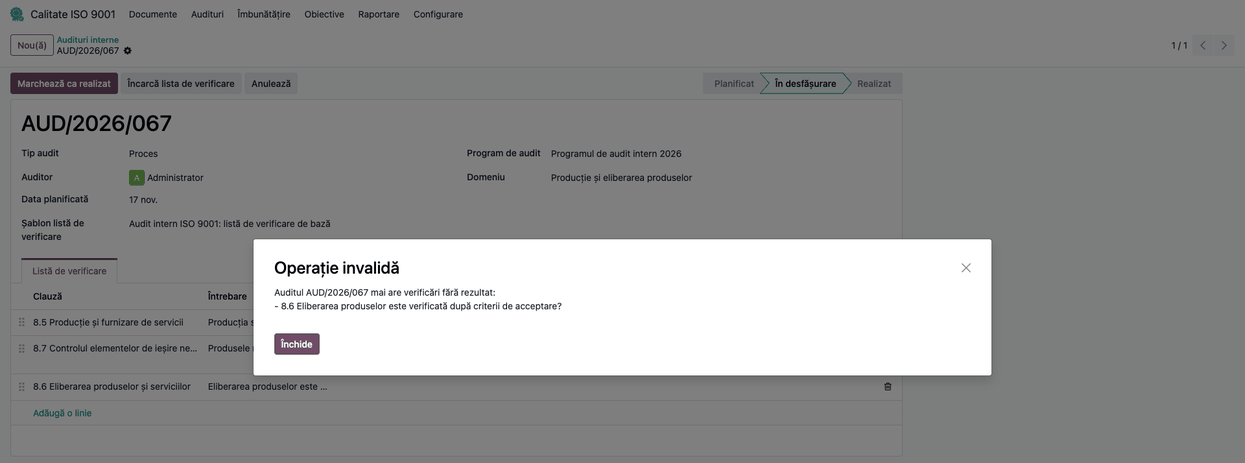 Calitate ISO 9001 Documente Audituri Îmbunătățire Obiective Raportare Configurare
Nou(ă) Audituri interne
AUD/2026/067
1 / 1
Marchează ca realizat Încarcă lista de verificare Anulează Planificat În desfășurare Realizat
AUD/2026/067
Tip audit Proces Program de audit Programul de audit intern 2026
Auditor A Administrator Domeniu Producție și eliberarea produselor
Data planificată 17 nov.
Șablon listă de verificare Audit intern ISO 9001: listă de verificare de bază
Listă de verificare
Operație invalidă
Auditul AUD/2026/067 mai are verificări fără rezultat:
- 8.6 Eliberarea produselor este verificată după criterii de acceptare?
Închide
Clauză Întrebare
8.5 Producție și furnizare de servicii Producția
8.7 Controlul elementelor de ieșire ne... Produsele
8.6 Eliberarea produselor și serviciilor Eliberarea produselor este ...
Adăugă o linie